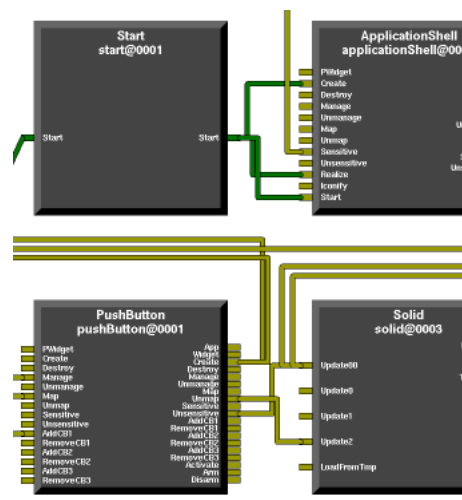 Start
start@0001
Start
Start
ApplicationShell
applicationShell@00
PWidget
Create
Destroy
Manage
Unmanage
Map
Unmap
Sensitive
Unsensitive
Realize
Iconify
Start
PushButton
pushButton@0001
PWidget
Create
Destroy
Manage
Unmanage
Map
Unmap
Sensitive
Unsensitive
AddCB1
RemoveCB1
AddCB2
RemoveCB2
AddCB3
RemoveCB3
App
Widget
Create
Destroy
Manage
Unmanage
Map
Unmap
Sensitive
Unsensitive
AddCB1
RemoveCB1
AddCB2
RemoveCB2
AddCB3
RemoveCB3
Activate
Arm
Disarm
Solid
solid@0003
Update00
Update0
Update1
Update2
LoadFromTmp